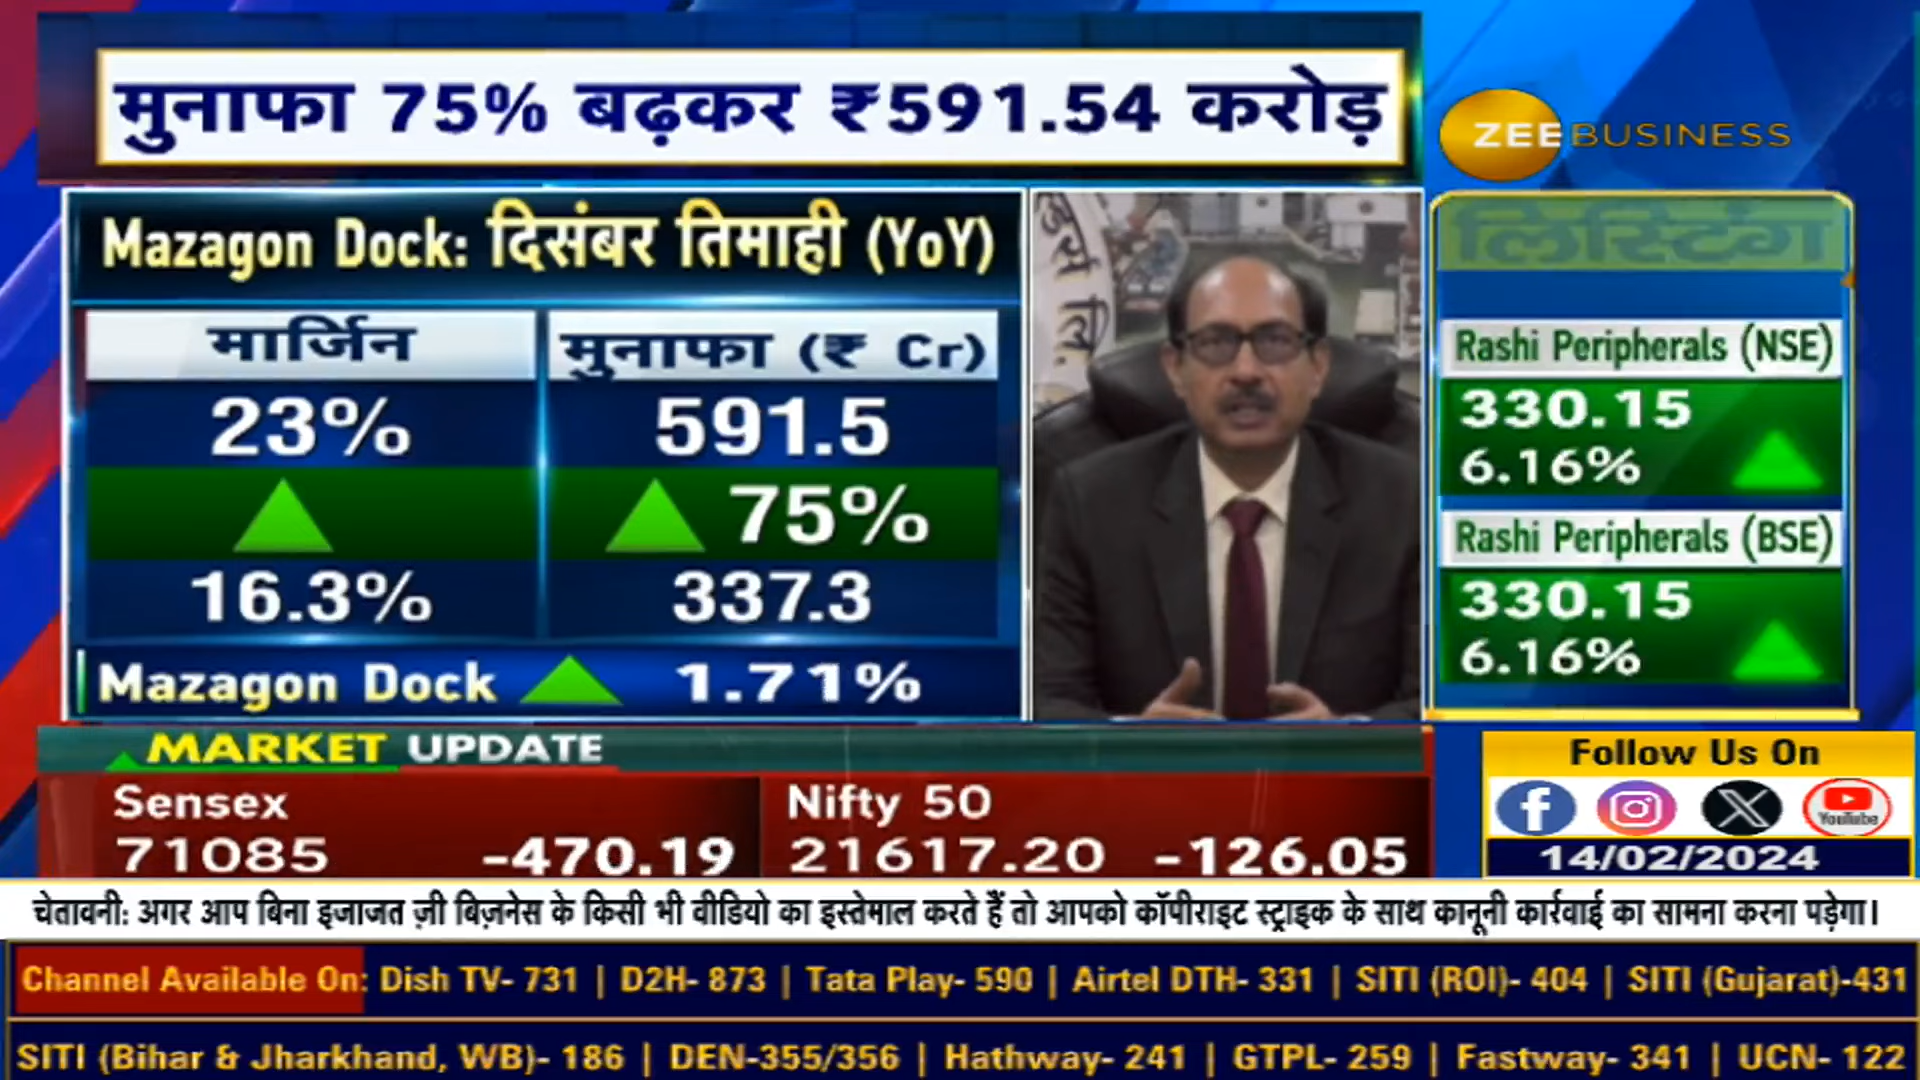 मुनाफा 75% बढ़कर ₹591.54 करोड़
ZEE BUSINESS
Mazagon Dock: दिसंबर तिमाही (YoY)
मार्जिन
मुनाफा (₹ Cr)
23%
591.5
75%
16.3%
337.3
Mazagon Dock 1.71%
लि.
लिस्टिंग
Rashi Peripherals (NSE)
330.15
6.16%
Rashi Peripherals (BSE)
330.15
6.16%
MARKET UPDATE
Sensex
71085 -470.19
Nifty 50
21617.20 -126.05
Follow Us On
YouTube
14/02/2024
चेतावनी: अगर आप बिना इजाजत ज़ी बिज़नेस के किसी भी वीडियो का इस्तेमाल करते हैं तो आपको कॉपीराइट स्ट्राइक के साथ कानूनी कार्रवाई का सामना करना पड़ेगा।
Channel Available On: Dish TV- 731 | D2H- 873 | Tata Play- 590 | Airtel DTH- 331 | SITI (ROI)- 404 | SITI (Gujarat)-431
SITI (Bihar & Jharkhand, WB)- 186 | DEN-355/356 | Hathway- 241 | GTPL- 259 | Fastway- 341 | UCN- 122